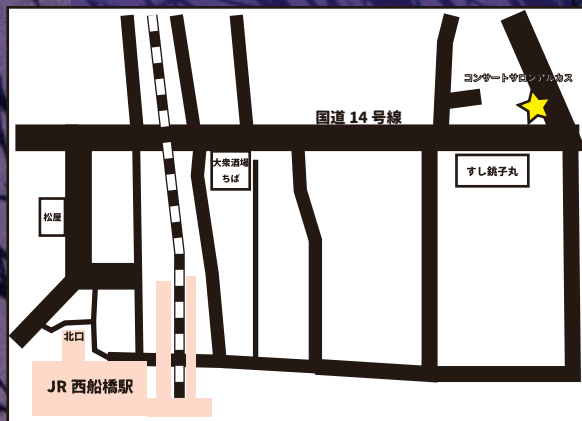 コンサートサロンアルカス
国道 14 号線
大衆酒場
ちば
すし銚子丸
松屋
北口
JR 西船橋駅